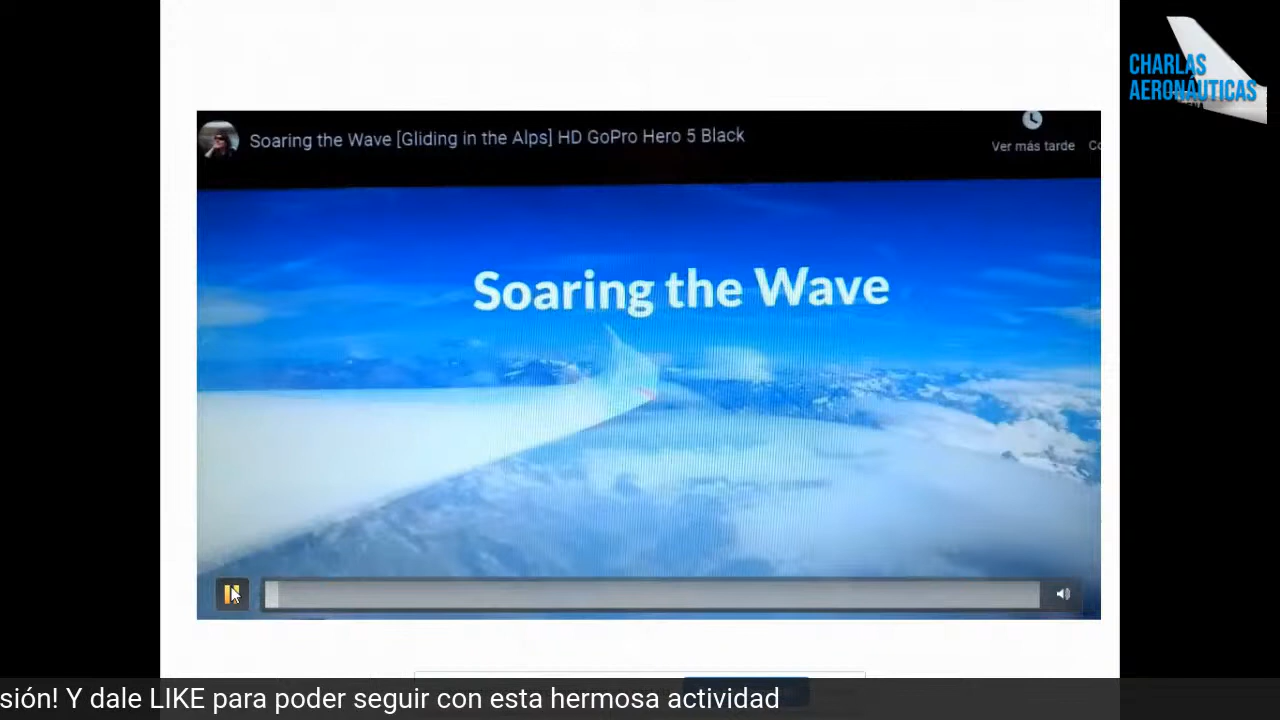 CHARLAS
AERONÁUTICAS
Soaring the Wave [Gliding in the Alps] HD GoPro Hero 5 Black
Ver más tarde
Co
Soaring the Wave
sión! Y dale LIKE para poder seguir con esta hermosa actividad